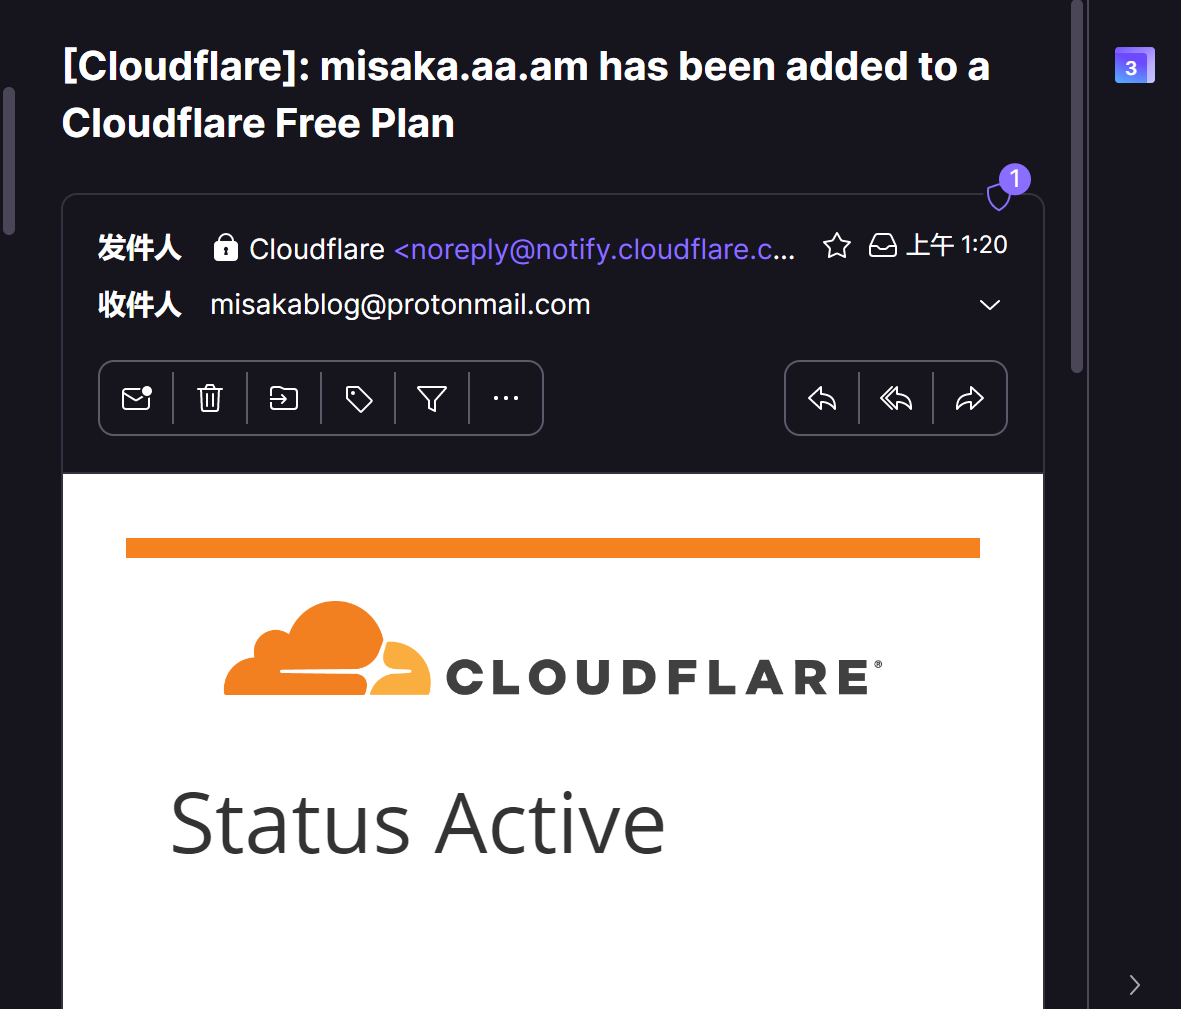 [Cloudflare]: misaka.aa.am has been added to a
Cloudflare Free Plan
3
1
发件人 Cloudflare <noreply@notify.cloudflare.c... 上午 1:20
收件人 misakablog@protonmail.com
CLOUDFLARE®
Status Active